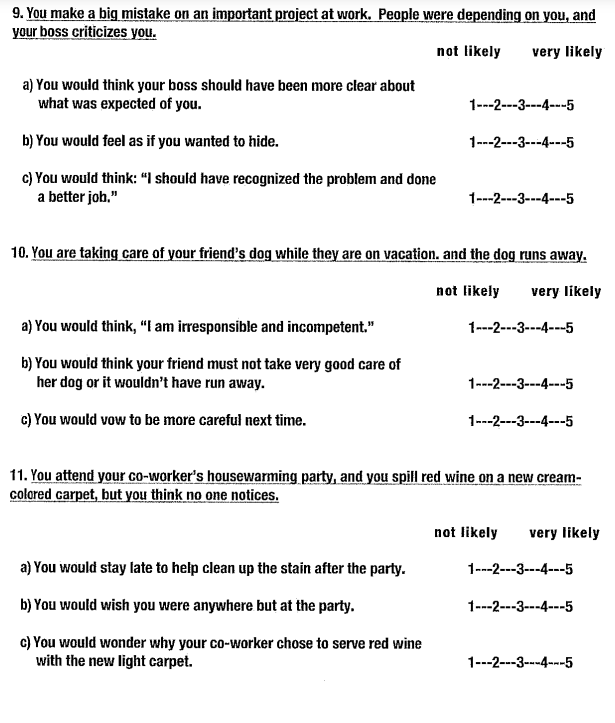 9. You make a big mistake on an important project at work. People were depending on you, and
your boss criticizes you.
not likely very likely
a) You would think your boss should have been more clear about
what was expected of you. 1---2---3---4---5
b) You would feel as if you wanted to hide. 1---2---3---4---5
c) You would think: “I should have recognized the problem and done
a better job.” 1---2---3---4---5
10. You are taking care of your friend’s dog while they are on vacation. and the dog runs away.
not likely very likely
a) You would think, “I am irresponsible and incompetent.” 1---2---3---4---5
b) You would think your friend must not take very good care of
her dog or it wouldn’t have run away. 1---2---3---4---5
c) You would vow to be more careful next time. 1---2---3---4---5
11. You attend your co-worker’s housewarming party, and you spill red wine on a new cream-
colored carpet, but you think no one notices.
not likely very likely
a) You would stay late to help clean up the stain after the party. 1---2---3---4---5
b) You would wish you were anywhere but at the party. 1---2---3---4---5
c) You would wonder why your co-worker chose to serve red wine
with the new light carpet. 1---2---3---4---5